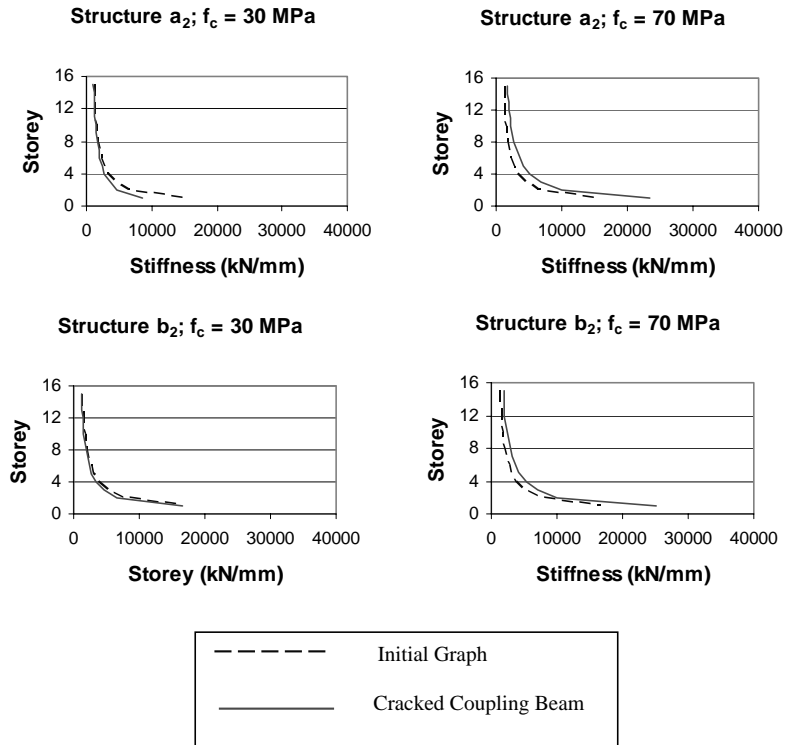 Structure a2; fc = 30 MPa
Structure a2; fc = 70 MPa
16
12
8
4
0
Storey
0 10000 20000 30000 40000
Stiffness (kN/mm)
16
12
8
4
0
Storey
0 10000 20000 30000 40000
Stiffness (kN/mm)
Structure b2; fc = 30 MPa
Structure b2; fc = 70 MPa
16
12
8
4
0
Storey
0 10000 20000 30000 40000
Storey (kN/mm)
16
12
8
4
0
Storey
0 10000 20000 30000 40000
Stiffness (kN/mm)
Initial Graph
Cracked Coupling Beam